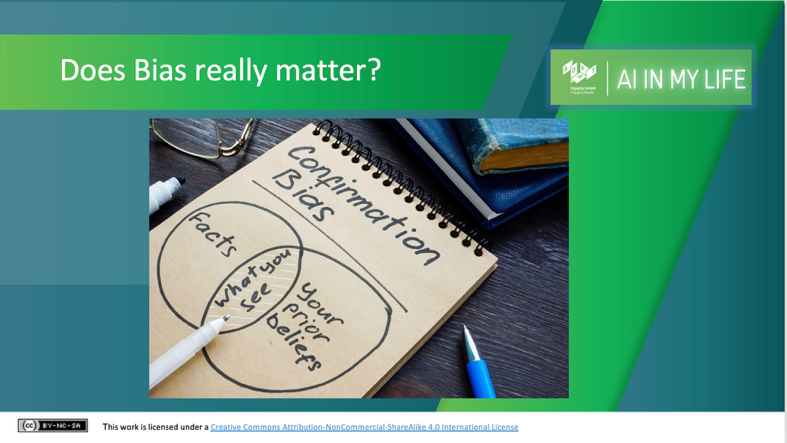 Does Bias really matter?
AI IN MY LIFE
Confirmation
Bias
Facts
What you
see
Your
prior
beliefs
CC BY-NC-SA
This work is licensed under a Creative Commons Attribution-NonCommercial-ShareAlike 4.0 International License